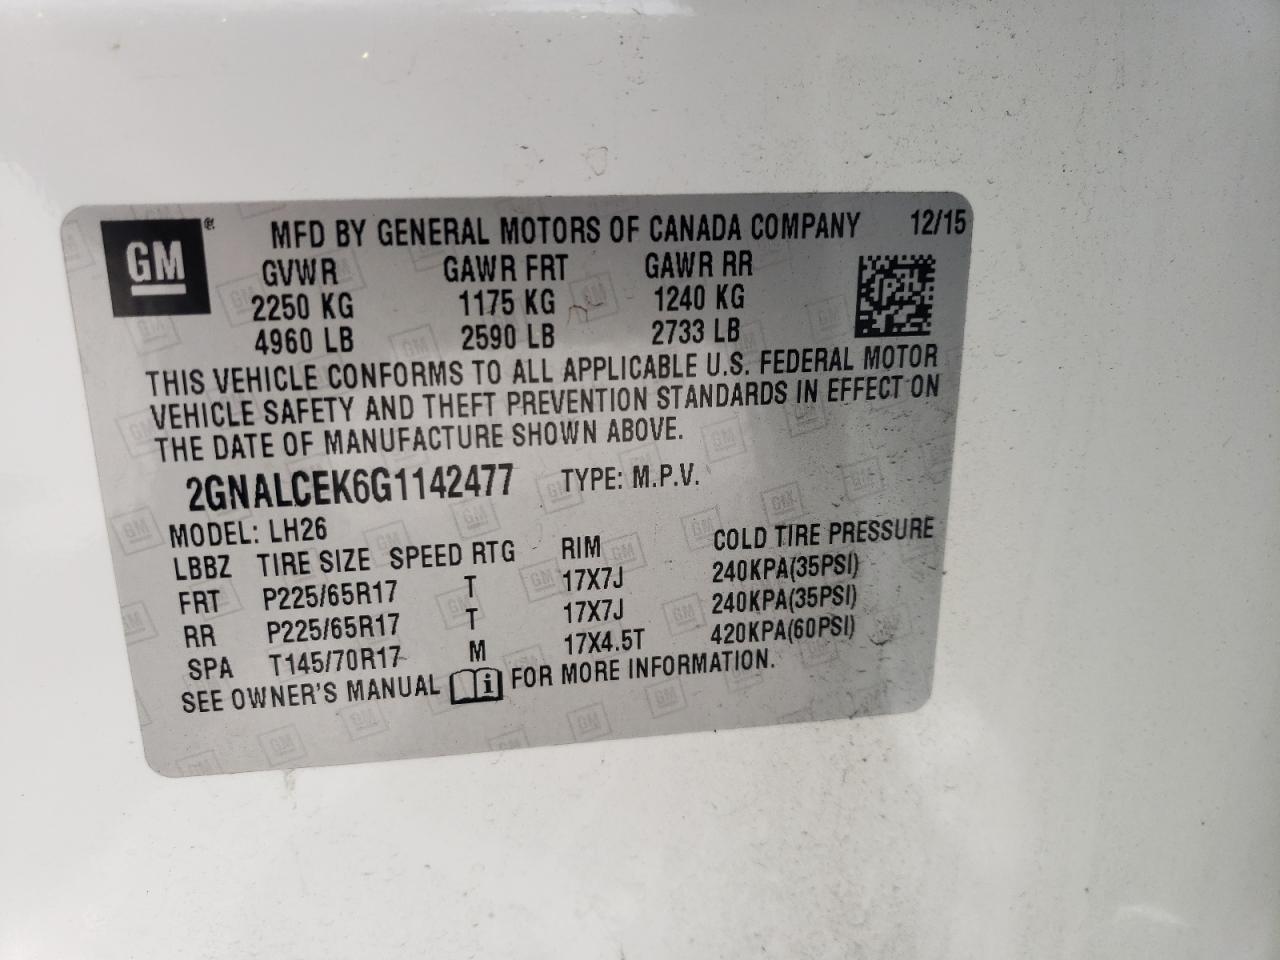 GM ® MFD BY GENERAL MOTORS OF CANADA COMPANY 12/15
GVWR GAWR FRT GAWR RR
2250 KG 1175 KG 1240 KG
4960 LB 2590 LB 2733 LB
THIS VEHICLE CONFORMS TO ALL APPLICABLE U.S. FEDERAL MOTOR
VEHICLE SAFETY AND THEFT PREVENTION STANDARDS IN EFFECT ON
THE DATE OF MANUFACTURE SHOWN ABOVE.
2GNALCEK6G1142477 TYPE: M.P.V.
MODEL: LH26
LBBZ TIRE SIZE SPEED RTG RIM COLD TIRE PRESSURE
FRT P225/65R17 T 17X7J 240KPA(35PSI)
RR P225/65R17 T 17X7J 240KPA(35PSI)
SPA T145/70R17 M 17X4.5T 420KPA(60PSI)
SEE OWNER'S MANUAL i FOR MORE INFORMATION.